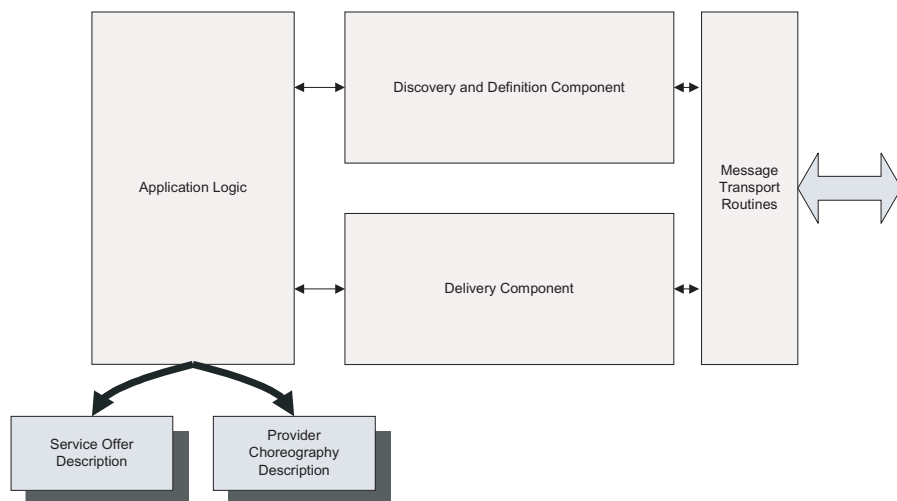 Discovery and Definition Component
Application Logic
Message
Transport
Routines
Delivery Component
Service Offer
Description
Provider
Choreography
Description